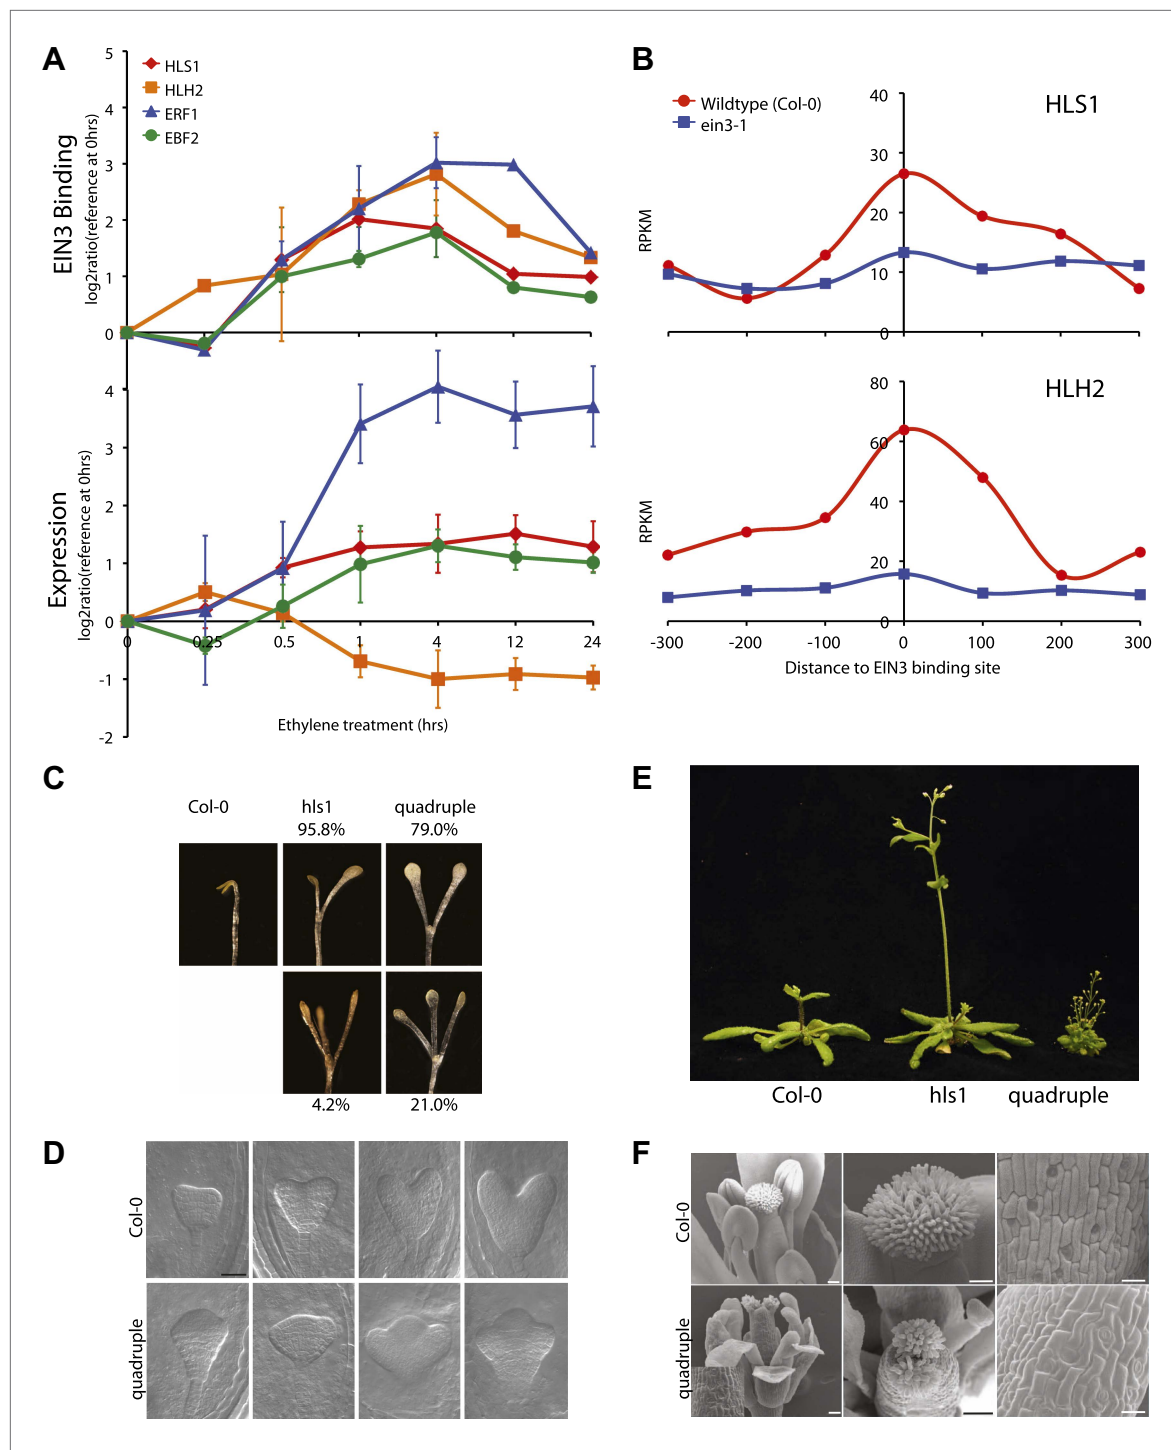 A
5
4
3
2
1
0
EIN3 Binding
log2ratio(reference at 0hrs)
HLS1
HLH2
ERF1
EBF2
4
3
2
1
0
-1
-2
Expression
log2ratio(reference at 0hrs)
0 0.25 0.5 1 4 12 24
Ethylene treatment (hrs)
B
Wildtype (Col-0)
ein3-1
HLS1
40
30
20
10
0
RPKM
HLH2
80
60
40
20
0
RPKM
-300 -200 -100 0 100 200 300
Distance to EIN3 binding site
C
Col-0 hls1 quadruple
95.8% 79.0%
4.2% 21.0%
D
Col-0
quadruple
E
Col-0 hls1 quadruple
F
Col-0
quadruple